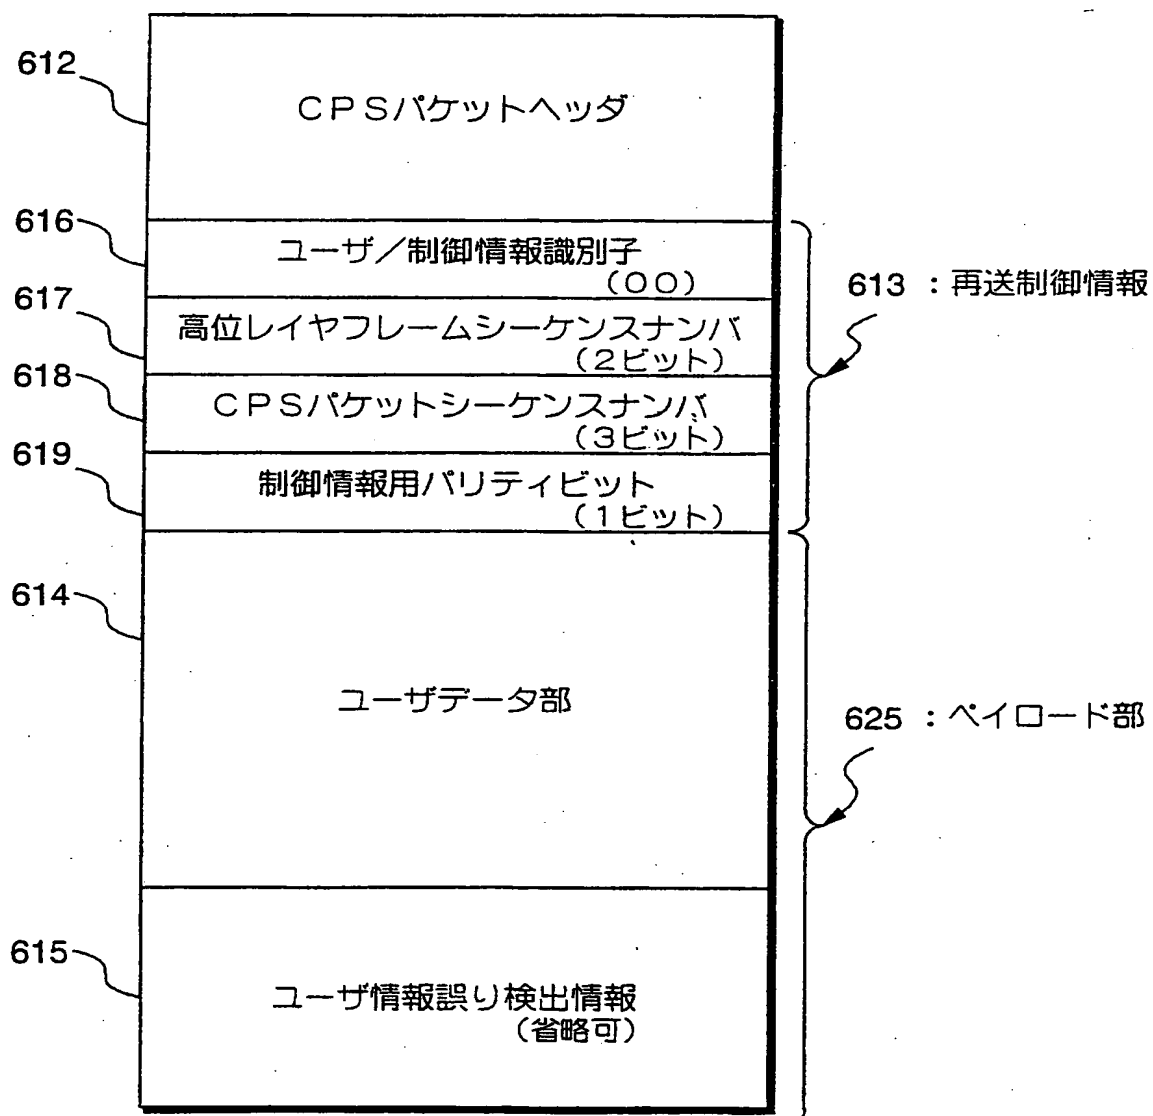 612
CPSパケットヘッダ
616
ユーザ／制御情報識別子
(00)
613 : 再送制御情報
617
高位レイヤフレームシーケンスナンバ
(2ビット)
618
CPSパケットシーケンスナンバ
(3ビット)
619
制御情報用パリティビット
(1ビット)
614
ユーザデータ部
625 : ペイロード部
615
ユーザ情報誤り検出情報
(省略可)